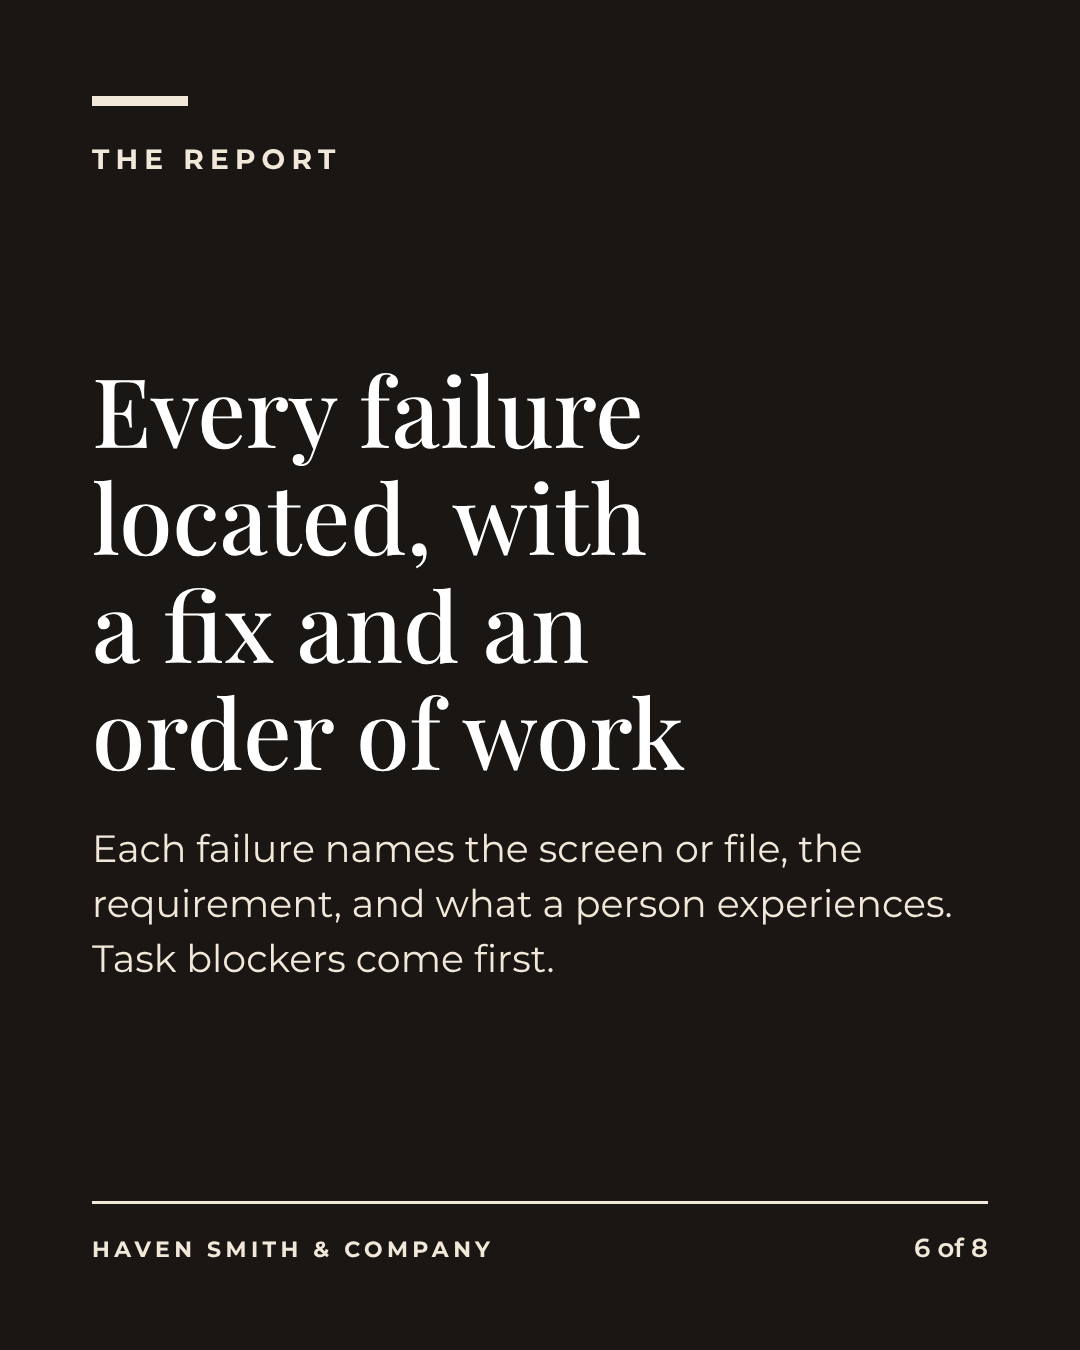 THE REPORT
Every failure
located, with
a fix and an
order of work
Each failure names the screen or file, the
requirement, and what a person experiences.
Task blockers come first.
HAVEN SMITH & COMPANY
6 of 8